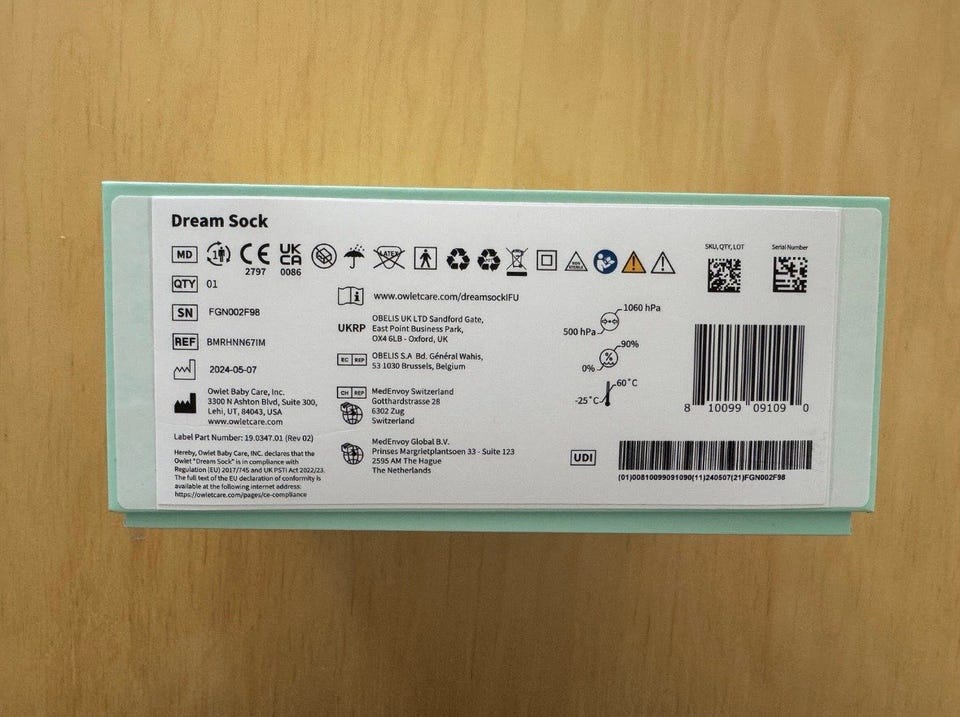 Dream Sock
MD
1
CE
2797
UK
CA
0086
LATEX
NON
STERILE
SKU, QTY, LOT
Serial Number
QTY 01
SN FGN002F98
REF BMRHNN67IM
2024-05-07
Owlet Baby Care, Inc.
3300 N Ashton Blvd, Suite 300,
Lehi, UT, 84043, USA
www.owletcare.com
Label Part Number: 19.0347.01 (Rev 02)
Hereby, Owlet Baby Care, INC. declares that the
Owlet "Dream Sock" is in compliance with
Regulation (EU) 2017/745 and UK PSTI Act 2022/23.
The full text of the EU declaration of conformity is
available at the following internet address:
https://owletcare.com/pages/ce-compliance
www.owletcare.com/dreamsockIFU
UKRP
OBELIS UK LTD Sandford Gate,
East Point Business Park,
OX4 6LB - Oxford, UK
EC REP
OBELIS S.A Bd. Général Wahis,
53 1030 Brussels, Belgium
CH REP
MedEnvoy Switzerland
Gotthardstrasse 28
6302 Zug
Switzerland
MedEnvoy Global B.V.
Prinses Margrietplantsoen 33 - Suite 123
2595 AM The Hague
The Netherlands
1060 hPa
500 hPa
90%
%
0%
60°C
-25°C
8 10099 09109 0
UDI
(01)00810099091090(11)240507(21)FGN002F98